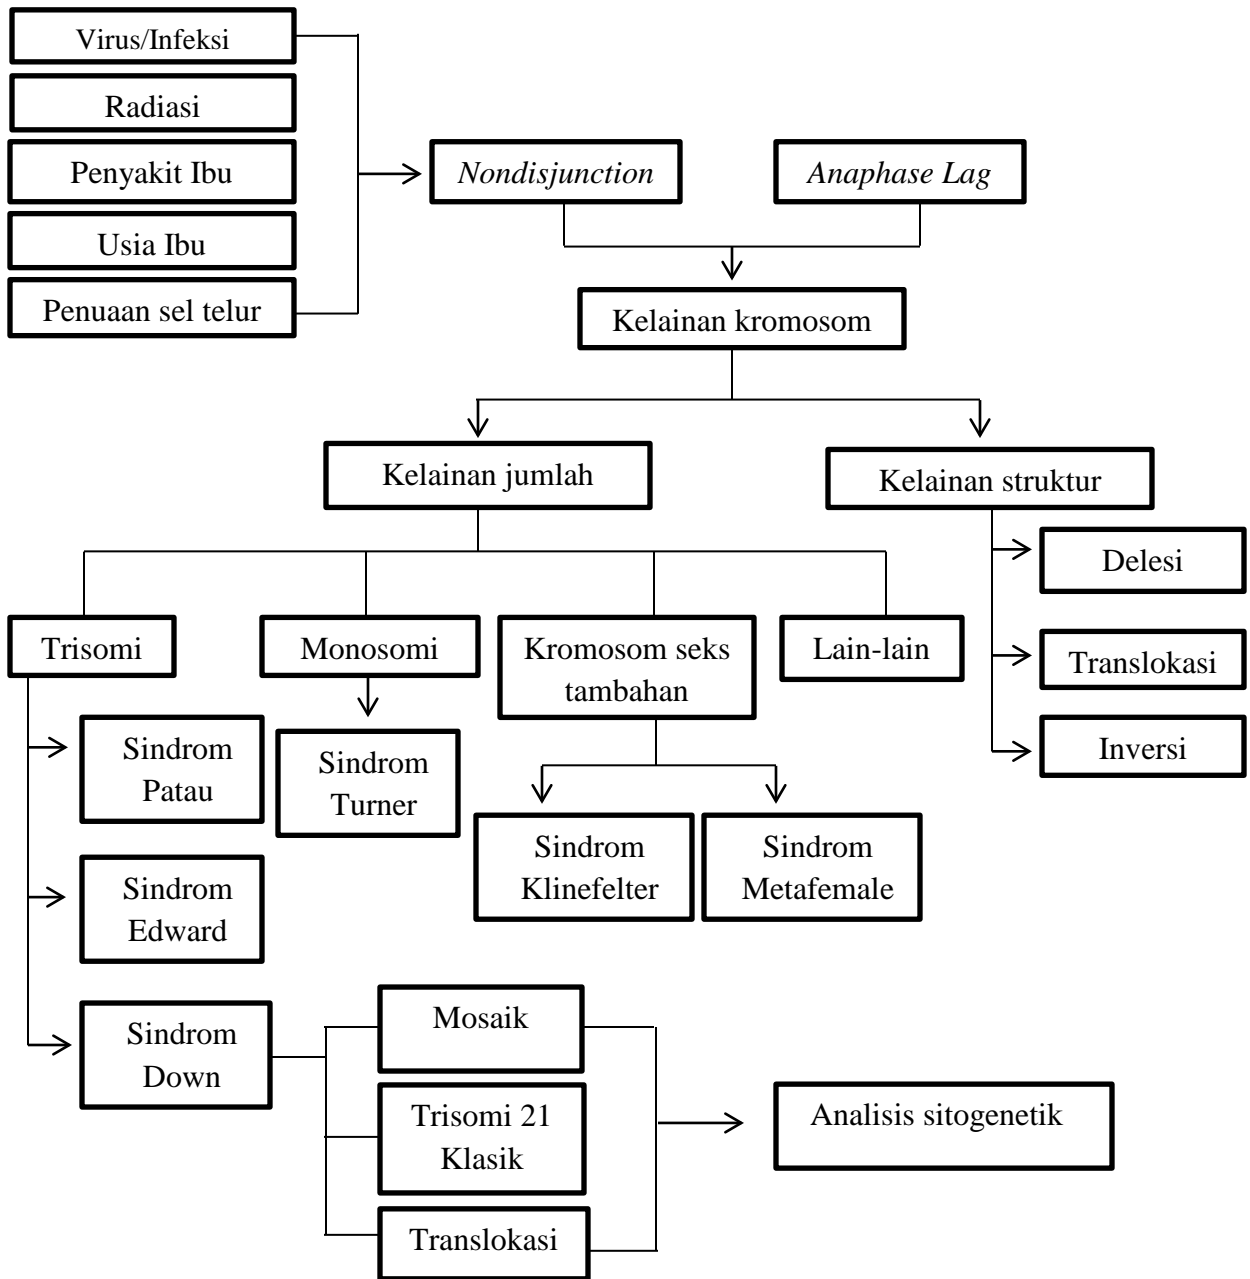 Virus/Infeksi
Radiasi
Penyakit Ibu
Usia Ibu
Penuaan sel telur
Nondisjunction
Anaphase Lag
Kelainan kromosom
Kelainan jumlah
Kelainan struktur
Delesi
Translokasi
Inversi
Trisomi
Monosomi
Kromosom seks
tambahan
Lain-lain
Sindrom
Patau
Sindrom
Turner
Sindrom
Klinefelter
Sindrom
Metafemale
Sindrom
Edward
Sindrom
Down
Mosaik
Trisomi 21
Klasik
Translokasi
Analisis sitogenetik